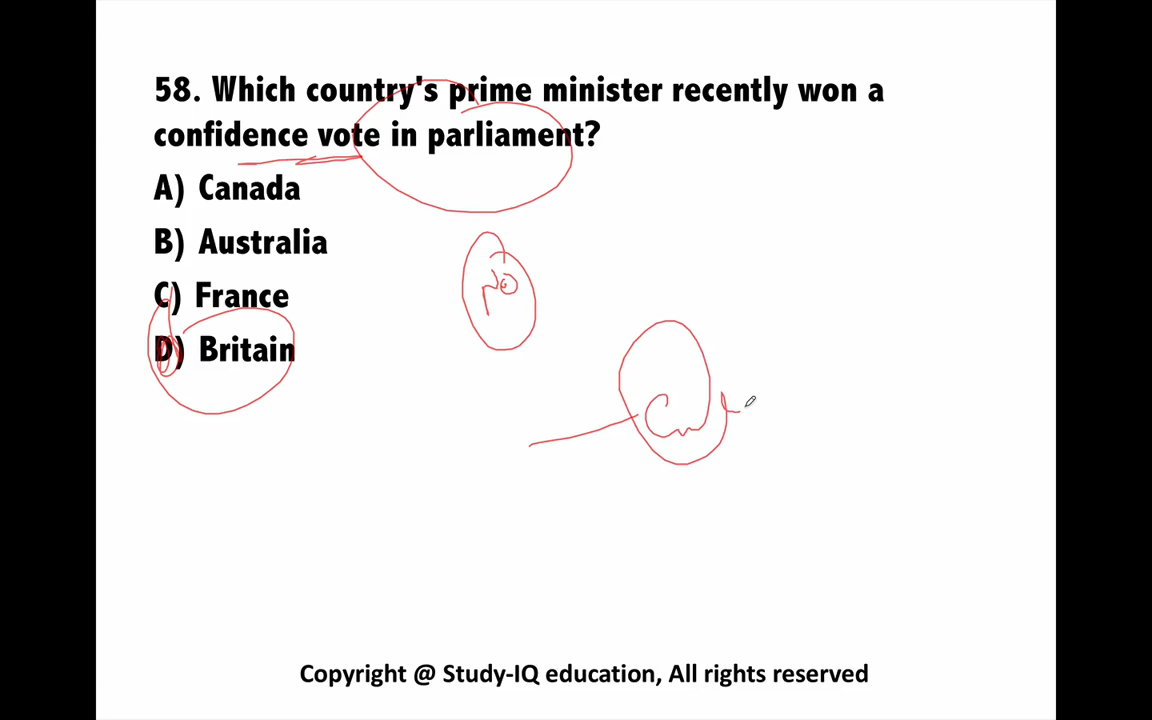 58. Which country's prime minister recently won a
confidence vote in parliament?
A) Canada
B) Australia
C) France
D) Britain
NO
Copyright @ Study-IQ education, All rights reserved